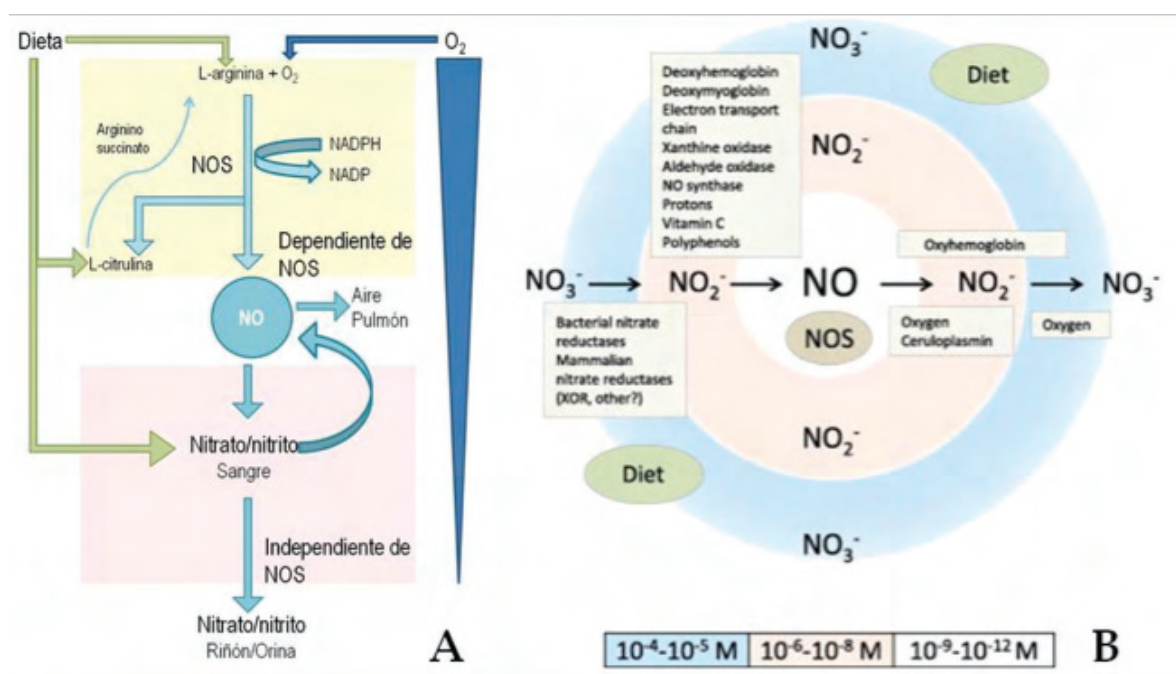 Dieta
O₂
L-arginina + O₂
Arginino
succinato
NOS
NADPH
NADP
L-citrulina
Dependiente de
NOS
NO
Aire
Pulmón
Nitrato/nitrito
Sangre
Independiente de
NOS
Nitrato/nitrito
Riñón/Orina
A
NO₃⁻
Diet
Deoxyhemoglobin
Deoxymyoglobin
Electron transport
chain
Xanthine oxidase
Aldehyde oxidase
NO synthase
Protons
Vitamin C
Polyphenols
NO₂⁻
Oxyhemoglobin
NO₃⁻ → NO₂⁻ → NO → NO₂⁻ → NO₃⁻
Bacterial nitrate
reductases
Mammalian
nitrate reductases
(XOR, other?)
NOS
Oxygen
Ceruloplasmin
Oxygen
NO₂⁻
Diet
NO₃⁻
10⁻⁴-10⁻⁵ M 10⁻⁶-10⁻⁸ M 10⁻⁹-10⁻¹² M
B